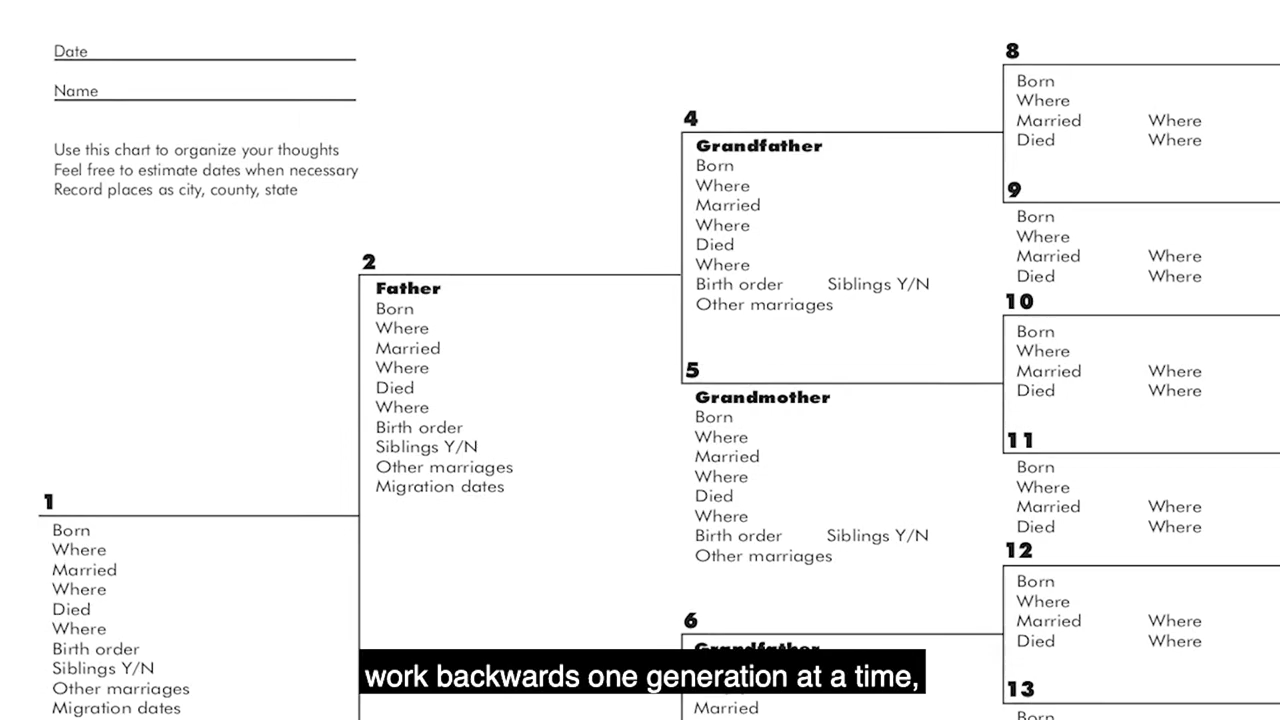 Date
Name
Use this chart to organize your thoughts
Feel free to estimate dates when necessary
Record places as city, county, state
1
Born
Where
Married
Where
Died
Where
Birth order
Siblings Y/N
Other marriages
Migration dates
2
Father
Born
Where
Married
Where
Died
Where
Birth order
Siblings Y/N
Other marriages
Migration dates
4
Grandfather
Born
Where
Married
Where
Died
Where
Birth order Siblings Y/N
Other marriages
5
Grandmother
Born
Where
Married
Where
Died
Where
Birth order Siblings Y/N
Other marriages
6
Grandfather
Married
8
Born
Where
Married Where
Died Where
9
Born
Where
Married Where
Died Where
10
Born
Where
Married Where
Died Where
11
Born
Where
Married Where
Died Where
12
Born
Where
Married Where
Died Where
13
Born
work backwards one generation at a time,